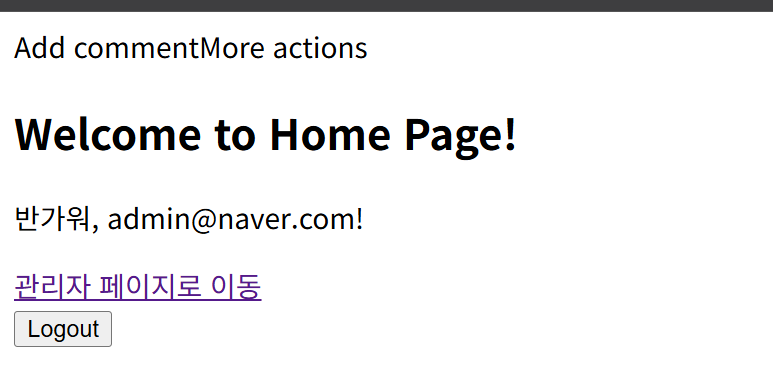 Add commentMore actions
Welcome to Home Page!
반가워, admin@naver.com!
관리자 페이지로 이동
Logout